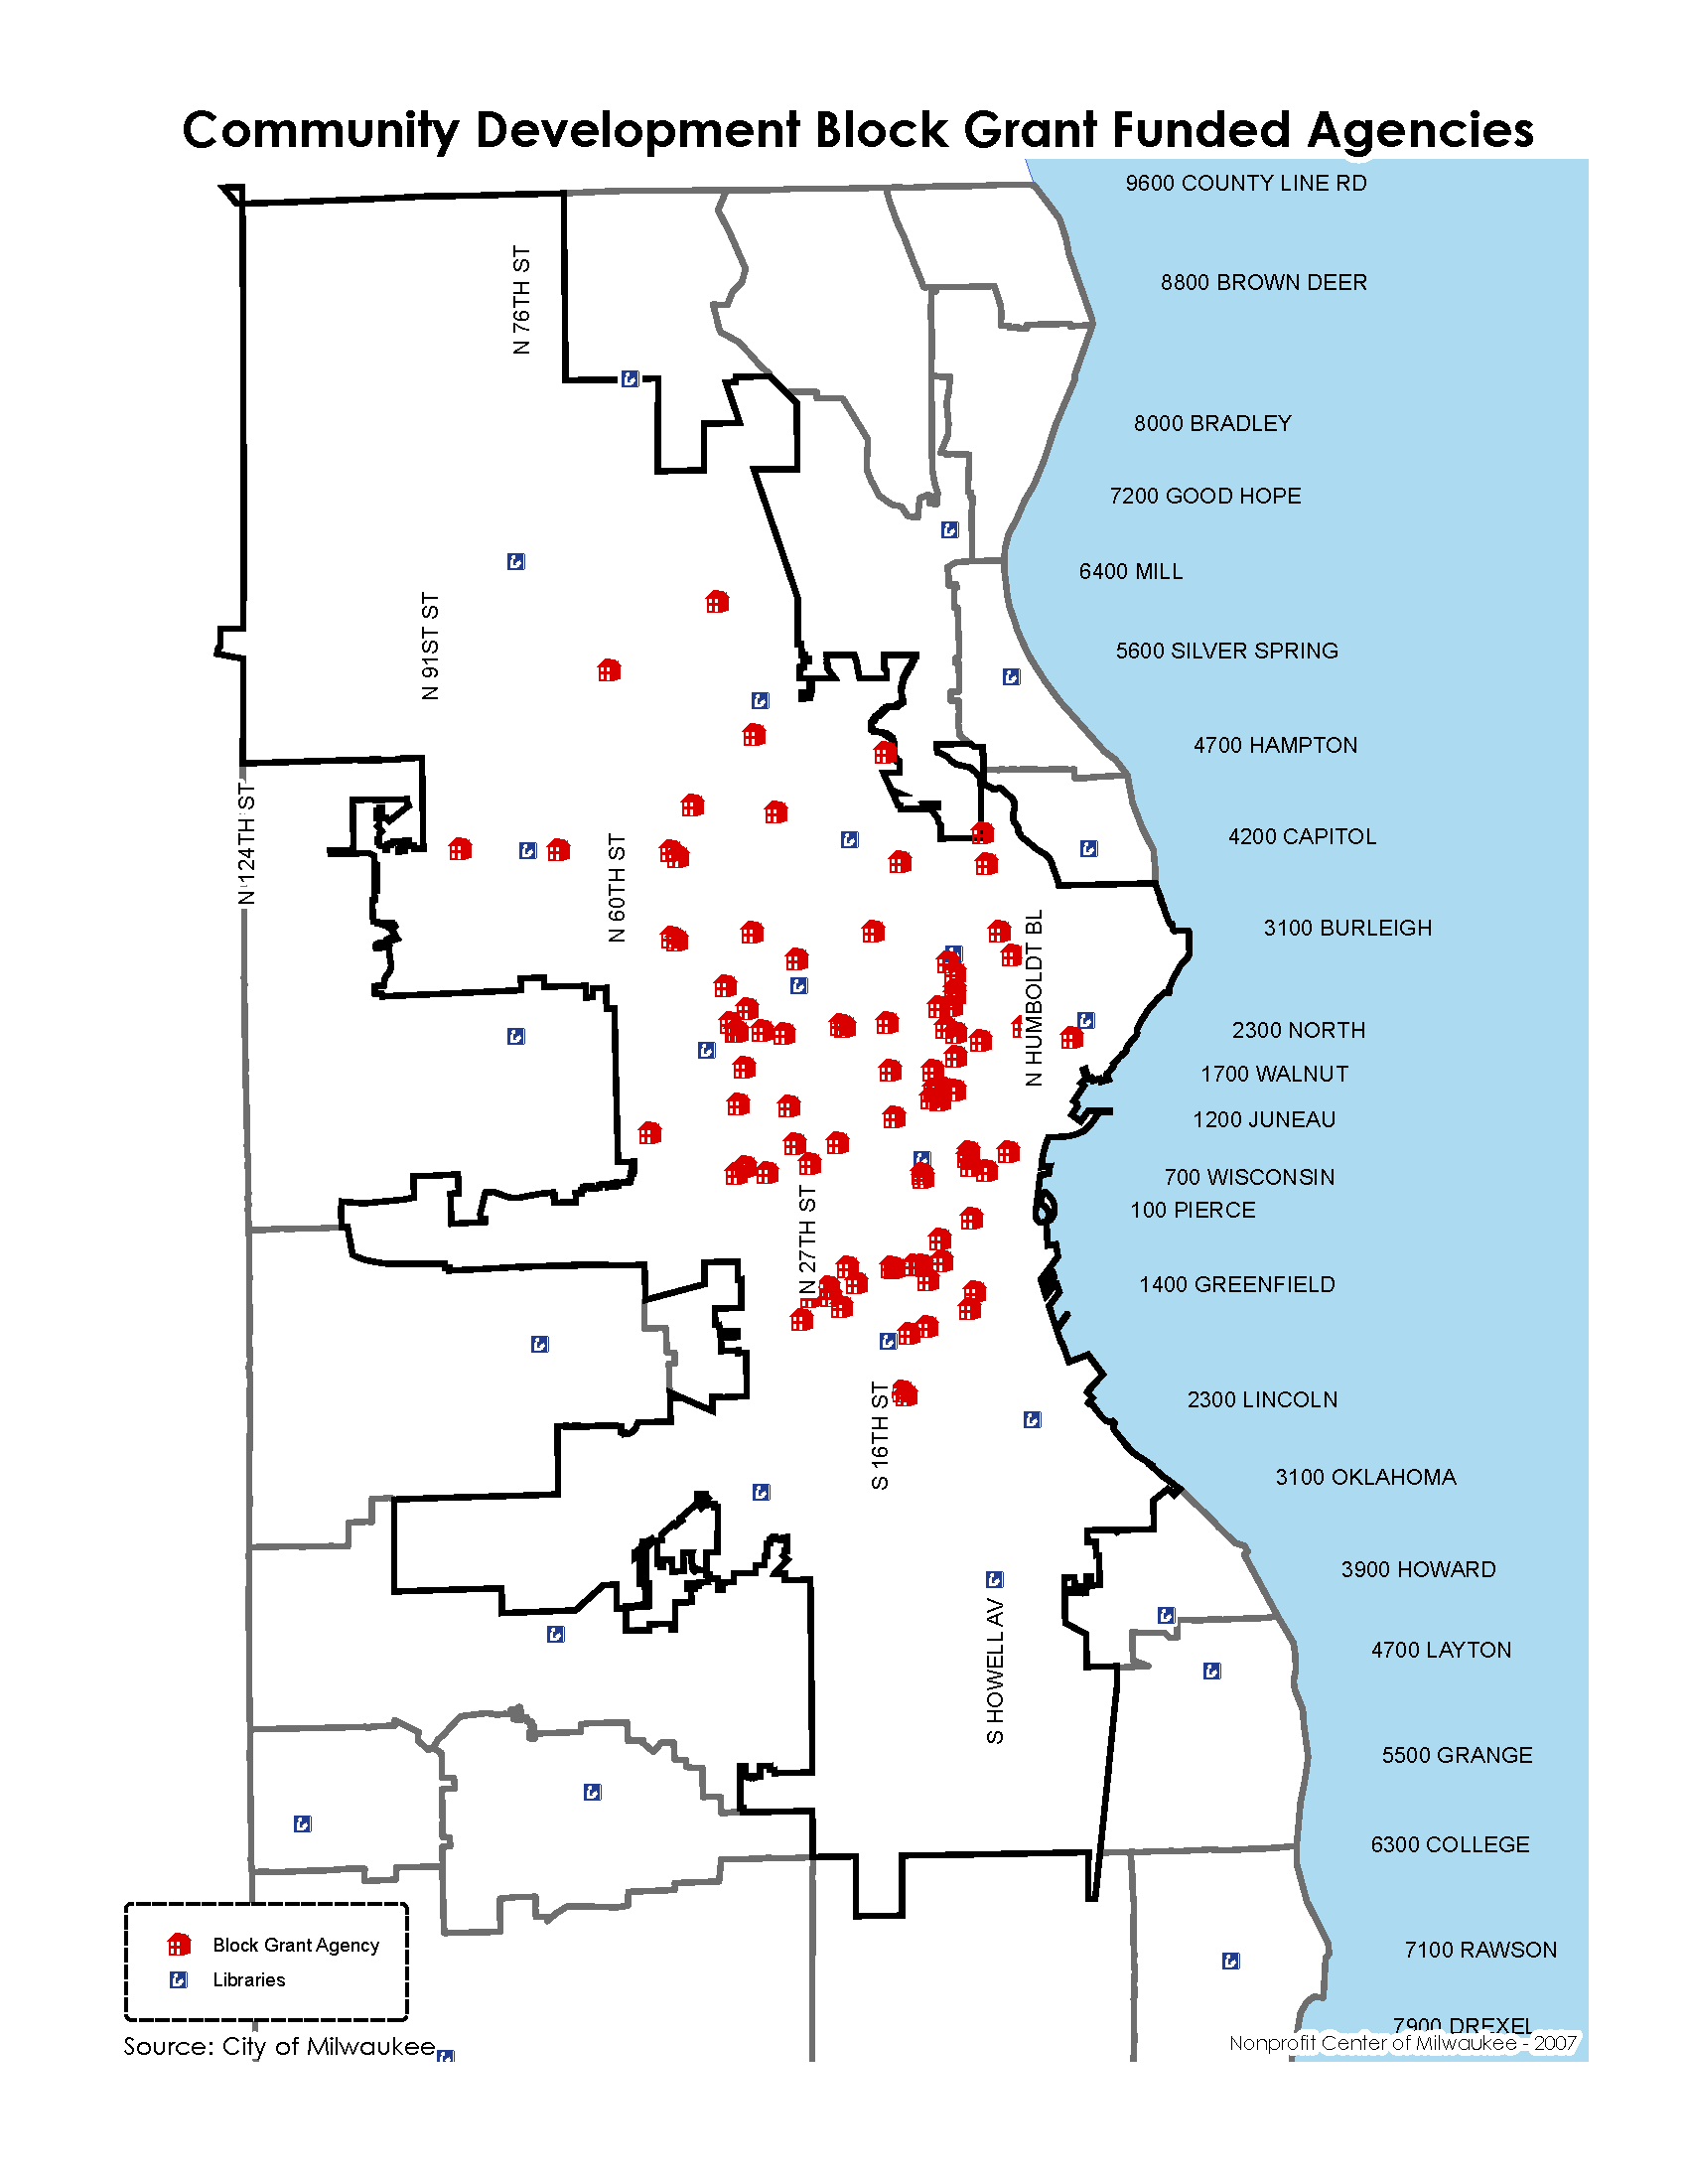 Community Development Block Grant Funded Agencies
9600 COUNTY LINE RD
8800 BROWN DEER
N 76TH ST
8000 BRADLEY
7200 GOOD HOPE
6400 MILL
N 91ST ST
5600 SILVER SPRING
4700 HAMPTON
N 124TH ST
4200 CAPITOL
N 60TH ST
3100 BURLEIGH
N HUMBOLDT BL
2300 NORTH
1700 WALNUT
1200 JUNEAU
700 WISCONSIN
100 PIERCE
N 27TH ST
1400 GREENFIELD
2300 LINCOLN
S 16TH ST
3100 OKLAHOMA
3900 HOWARD
S HOWELL AV
4700 LAYTON
5500 GRANGE
6300 COLLEGE
Block Grant Agency
Libraries
7100 RAWSON
7900 DREXEL
Source: City of Milwaukee
Nonprofit Center of Milwaukee - 2007